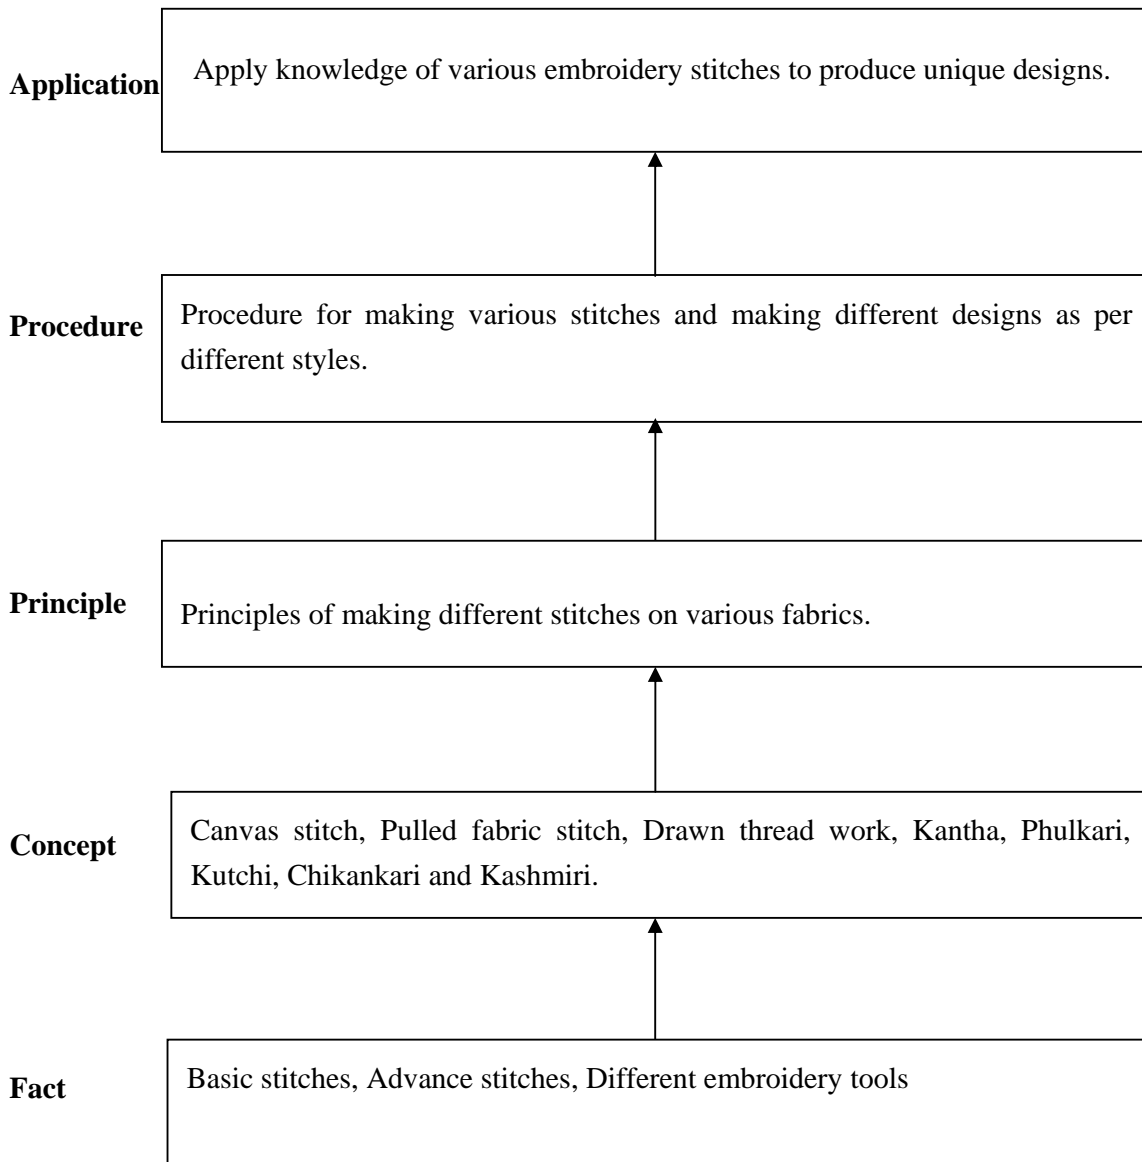 Application
Apply knowledge of various embroidery stitches to produce unique designs.
Procedure
Procedure for making various stitches and making different designs as per
different styles.
Principle
Principles of making different stitches on various fabrics.
Concept
Canvas stitch, Pulled fabric stitch, Drawn thread work, Kantha, Phulkari,
Kutchi, Chikankari and Kashmiri.
Fact
Basic stitches, Advance stitches, Different embroidery tools